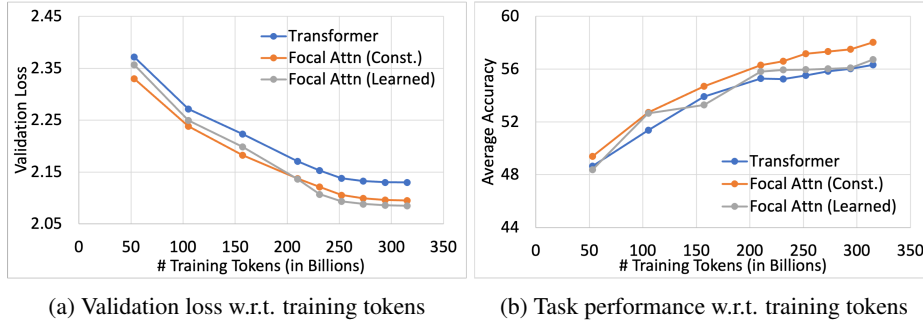 2.45
2.35
2.25
2.15
2.05
Validation Loss
Transformer
Focal Attn (Const.)
Focal Attn (Learned)
0 50 100 150 200 250 300 350
# Training Tokens (in Billions)
(a) Validation loss w.r.t. training tokens
60
56
52
48
44
Average Accuracy
Transformer
Focal Attn (Const.)
Focal Attn (Learned)
0 50 100 150 200 250 300 350
# Training Tokens (in Billions)
(b) Task performance w.r.t. training tokens